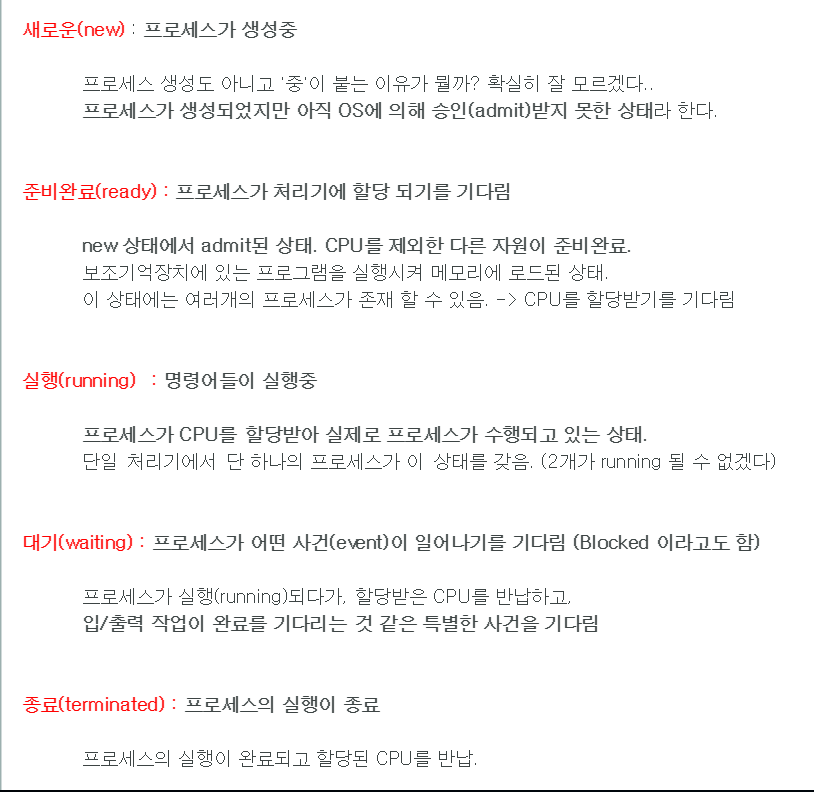 새로운(new) : 프로세스가 생성중
프로세스 생성도 아니고 '중'이 붙는 이유가 뭘까? 확실히 잘 모르겠다..
프로세스가 생성되었지만 아직 OS에 의해 승인(admit)받지 못한 상태라 한다.
준비완료(ready) : 프로세스가 처리기에 할당 되기를 기다림
new 상태에서 admit된 상태. CPU를 제외한 다른 자원이 준비완료.
보조기억장치에 있는 프로그램을 실행시켜 메모리에 로드된 상태.
이 상태에는 여러개의 프로세스가 존재 할 수 있음. -> CPU를 할당받기를 기다림
실행(running) : 명령어들이 실행중
프로세스가 CPU를 할당받아 실제로 프로세스가 수행되고 있는 상태.
단일 처리기에서 단 하나의 프로세스가 이 상태를 갖음. (2개가 running 될 수 없겠다)
대기(waiting) : 프로세스가 어떤 사건(event)이 일어나기를 기다림 (Blocked 이라고도 함)
프로세스가 실행(running)되다가, 할당받은 CPU를 반납하고,
입/출력 작업이 완료를 기다리는 것 같은 특별한 사건을 기다림
종료(terminated) : 프로세스의 실행이 종료
프로세스의 실행이 완료되고 할당된 CPU를 반납.